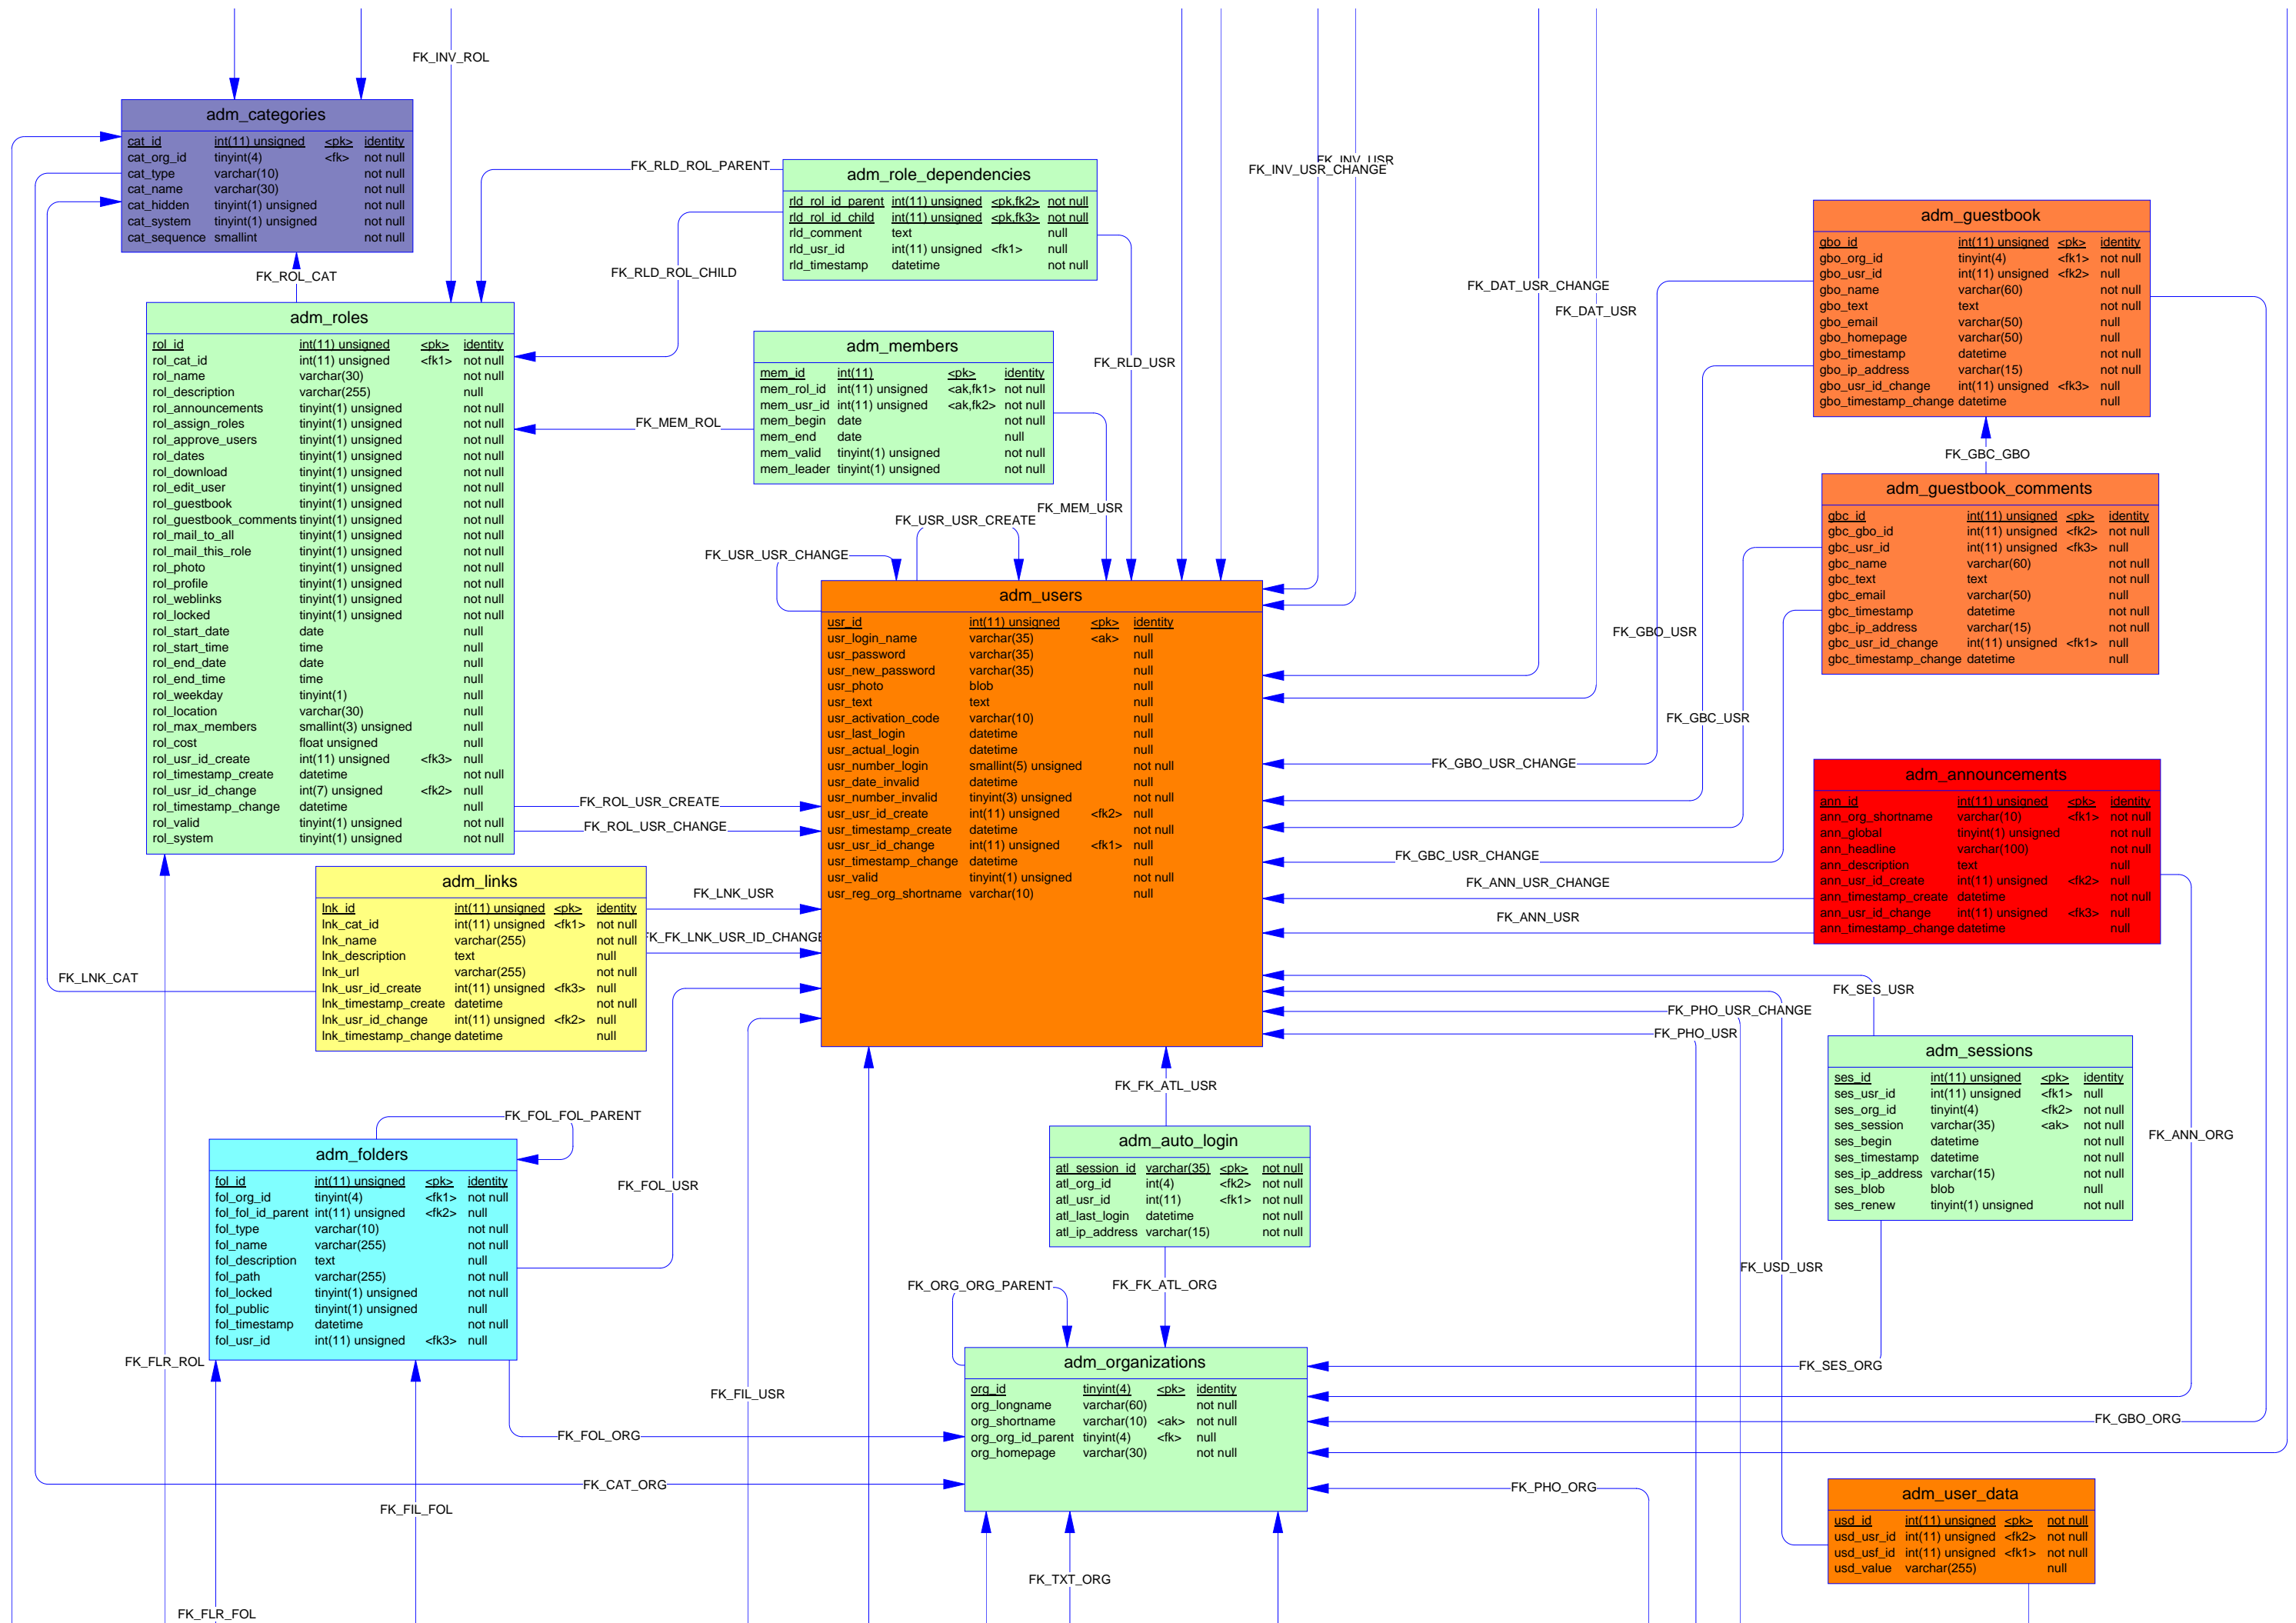 FK_INV_ROL
adm_categories
cat_id int(11) unsigned <pk> identity
cat_org_id tinyint(4) <fk> not null
cat_type varchar(10) not null
cat_name varchar(30) not null
cat_hidden tinyint(1) unsigned not null
cat_system tinyint(1) unsigned not null
cat_sequence smallint not null
FK_ROL_CAT
FK_RLD_ROL_PARENT
FK_RLD_ROL_CHILD
adm_role_dependencies
rld_rol_id_parent int(11) unsigned <pk,fk2> not null
rld_rol_id_child int(11) unsigned <pk,fk3> not null
rld_comment text null
rld_usr_id int(11) unsigned <fk1> null
rld_timestamp datetime not null
FK_INV_USR
FK_INV_USR_CHANGE
FK_DAT_USR_CHANGE
FK_DAT_USR
FK_RLD_USR
adm_guestbook
gbo_id int(11) unsigned <pk> identity
gbo_org_id tinyint(4) <fk1> not null
gbo_usr_id int(11) unsigned <fk2> null
gbo_name varchar(60) not null
gbo_text text not null
gbo_email varchar(50) null
gbo_homepage varchar(50) null
gbo_timestamp datetime not null
gbo_ip_address varchar(15) not null
gbo_usr_id_change int(11) unsigned <fk3> null
gbo_timestamp_change datetime null
FK_GBC_GBO
adm_roles
rol_id int(11) unsigned <pk> identity
rol_cat_id int(11) unsigned <fk1> not null
rol_name varchar(30) not null
rol_description varchar(255) null
rol_announcements tinyint(1) unsigned not null
rol_assign_roles tinyint(1) unsigned not null
rol_approve_users tinyint(1) unsigned not null
rol_dates tinyint(1) unsigned not null
rol_download tinyint(1) unsigned not null
rol_edit_user tinyint(1) unsigned not null
rol_guestbook tinyint(1) unsigned not null
rol_guestbook_comments tinyint(1) unsigned not null
rol_mail_to_all tinyint(1) unsigned not null
rol_mail_this_role tinyint(1) unsigned not null
rol_photo tinyint(1) unsigned not null
rol_profile tinyint(1) unsigned not null
rol_weblinks tinyint(1) unsigned not null
rol_locked tinyint(1) unsigned not null
rol_start_date date null
rol_start_time time null
rol_end_date date null
rol_end_time time null
rol_weekday tinyint(1) null
rol_location varchar(30) null
rol_max_members smallint(3) unsigned null
rol_cost float unsigned null
rol_usr_id_create int(11) unsigned <fk3> null
rol_timestamp_create datetime not null
rol_usr_id_change int(7) unsigned <fk2> null
rol_timestamp_change datetime null
rol_valid tinyint(1) unsigned not null
rol_system tinyint(1) unsigned not null
adm_members
mem_id int(11) <pk> identity
mem_rol_id int(11) unsigned <ak,fk1> not null
mem_usr_id int(11) unsigned <ak,fk2> not null
mem_begin date not null
mem_end date null
mem_valid tinyint(1) unsigned not null
mem_leader tinyint(1) unsigned not null
FK_MEM_ROL
FK_MEM_USR
FK_USR_USR_CREATE
FK_USR_USR_CHANGE
adm_guestbook_comments
gbc_id int(11) unsigned <pk> identity
gbc_gbo_id int(11) unsigned <fk2> not null
gbc_usr_id int(11) unsigned <fk3> null
gbc_name varchar(60) not null
gbc_text text not null
gbc_email varchar(50) null
gbc_timestamp datetime not null
gbc_ip_address varchar(15) not null
gbc_usr_id_change int(11) unsigned <fk1> null
gbc_timestamp_change datetime null
adm_users
usr_id int(11) unsigned <pk> identity
usr_login_name varchar(35) <ak> null
usr_password varchar(35) null
usr_new_password varchar(35) null
usr_photo blob null
usr_text text null
usr_activation_code varchar(10) null
usr_last_login datetime null
usr_actual_login datetime null
usr_number_login smallint(5) unsigned not null
usr_date_invalid datetime null
usr_number_invalid tinyint(3) unsigned not null
usr_usr_id_create int(11) unsigned <fk2> null
usr_timestamp_create datetime not null
usr_usr_id_change int(11) unsigned <fk1> null
usr_timestamp_change datetime null
usr_valid tinyint(1) unsigned not null
usr_reg_org_shortname varchar(10) null
FK_GBO_USR
FK_GBC_USR
FK_GBO_USR_CHANGE
FK_GBC_USR_CHANGE
FK_ANN_USR_CHANGE
FK_ANN_USR
FK_ROL_USR_CREATE
FK_ROL_USR_CHANGE
adm_announcements
ann_id int(11) unsigned <pk> identity
ann_org_shortname varchar(10) <fk1> not null
ann_global tinyint(1) unsigned not null
ann_headline varchar(100) not null
ann_description text null
ann_usr_id_create int(11) unsigned <fk2> null
ann_timestamp_create datetime not null
ann_usr_id_change int(11) unsigned <fk3> null
ann_timestamp_change datetime null
adm_links
lnk_id int(11) unsigned <pk> identity
lnk_cat_id int(11) unsigned <fk1> not null
lnk_name varchar(255) not null
lnk_description text null
lnk_url varchar(255) not null
lnk_usr_id_create int(11) unsigned <fk3> null
lnk_timestamp_create datetime not null
lnk_usr_id_change int(11) unsigned <fk2> null
lnk_timestamp_change datetime null
FK_LNK_USR
FK_FK_LNK_USR_ID_CHANGE
FK_LNK_CAT
FK_SES_USR
FK_PHO_USR_CHANGE
FK_PHO_USR
adm_sessions
ses_id int(11) unsigned <pk> identity
ses_usr_id int(11) unsigned <fk1> null
ses_org_id tinyint(4) <fk2> not null
ses_session varchar(35) <ak> not null
ses_begin datetime not null
ses_timestamp datetime not null
ses_ip_address varchar(15) not null
ses_blob blob null
ses_renew tinyint(1) unsigned not null
FK_ANN_ORG
FK_FK_ATL_USR
adm_auto_login
atl_session_id varchar(35) <pk> not null
atl_org_id int(4) <fk2> not null
atl_usr_id int(11) <fk1> not null
atl_last_login datetime not null
atl_ip_address varchar(15) not null
FK_FOL_FOL_PARENT
adm_folders
fol_id int(11) unsigned <pk> identity
fol_org_id tinyint(4) <fk1> not null
fol_fol_id_parent int(11) unsigned <fk2> null
fol_type varchar(10) not null
fol_name varchar(255) not null
fol_description text null
fol_path varchar(255) not null
fol_locked tinyint(1) unsigned not null
fol_public tinyint(1) unsigned null
fol_timestamp datetime not null
fol_usr_id int(11) unsigned <fk3> null
FK_FOL_USR
FK_USD_USR
FK_ORG_ORG_PARENT
FK_FK_ATL_ORG
FK_FLR_ROL
FK_FIL_USR
FK_SES_ORG
adm_organizations
org_id tinyint(4) <pk> identity
org_longname varchar(60) not null
org_shortname varchar(10) <ak> not null
org_org_id_parent tinyint(4) <fk> null
org_homepage varchar(30) not null
FK_GBO_ORG
FK_FOL_ORG
FK_CAT_ORG
FK_PHO_ORG
FK_FIL_FOL
adm_user_data
usd_id int(11) unsigned <pk> not null
usd_usr_id int(11) unsigned <fk2> not null
usd_usf_id int(11) unsigned <fk1> not null
usd_value varchar(255) null
FK_TXT_ORG
FK_FLR_FOL